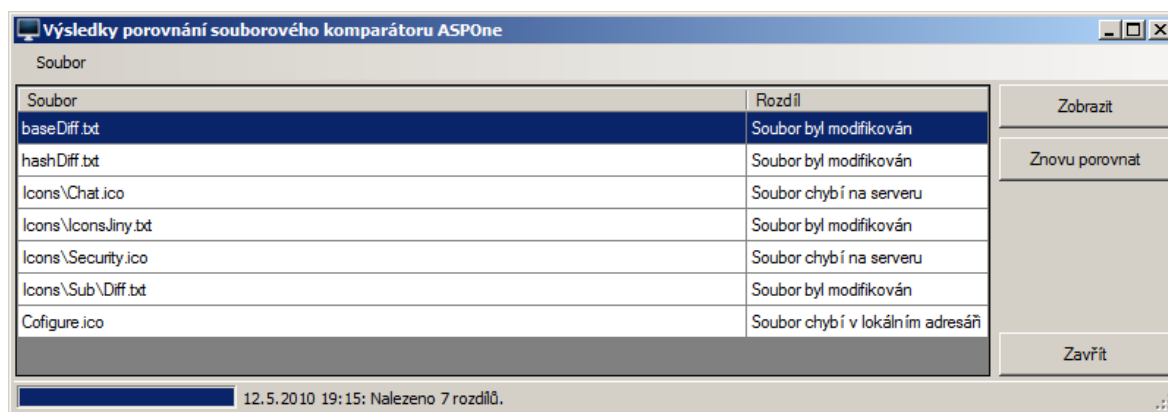 Výsledky porovnání souborového komparátoru ASPOne
Soubor
Soubor Rozdíl Zobrazit
baseDiff.txt Soubor byl modifikován
hashDiff.txt Soubor byl modifikován Znovu porovnat
Icons\Chat.ico Soubor chybí na serveru
Icons\IconsJiny.txt Soubor byl modifikován
Icons\Security.ico Soubor chybí na serveru
Icons\Sub\Diff.txt Soubor byl modifikován
Cofigure.ico Soubor chybí v lokálním adresáři
Zavřít
12.5.2010 19:15: Nalezeno 7 rozdílů.